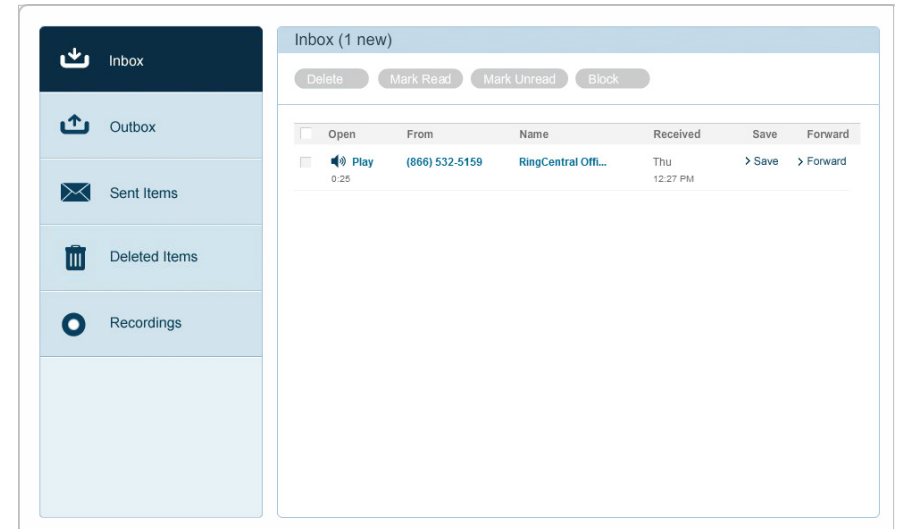 Inbox
Outbox
Sent Items
Deleted Items
Recordings
Inbox (1 new)
Delete Mark Read Mark Unread Block
Open From Name Received Save Forward
Play (866) 532-5159 RingCentral Offi... Thu > Save > Forward
0:25 12:27 PM